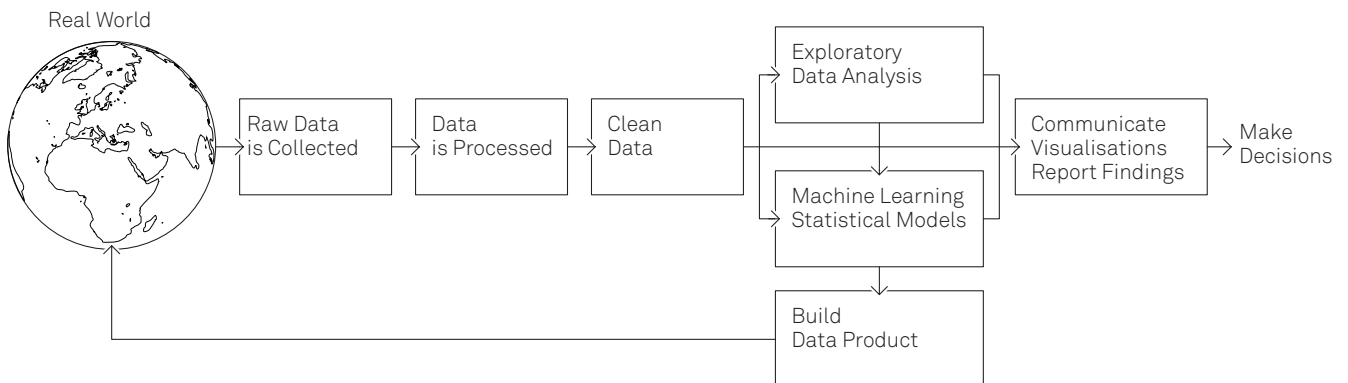 Real World
Raw Data
is Collected
Data
is Processed
Clean
Data
Exploratory
Data Analysis
Machine Learning
Statistical Models
Build
Data Product
Communicate
Visualisations
Report Findings
Make
Decisions